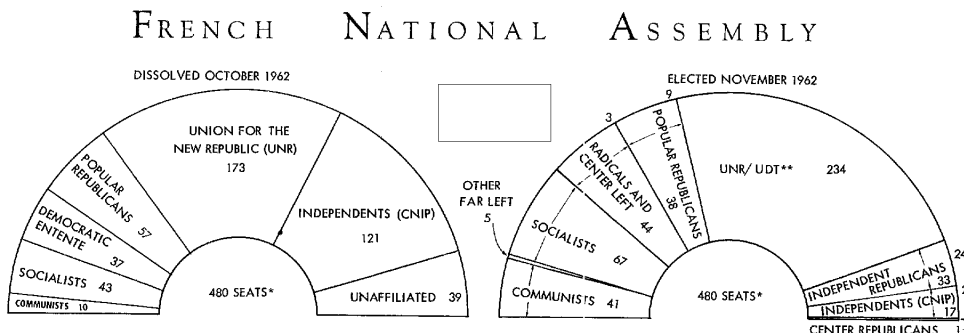 FRENCH NATIONAL ASSEMBLY
DISSOLVED OCTOBER 1962
UNION FOR THE
NEW REPUBLIC (UNR)
173
POPULAR
REPUBLICANS 57
DEMOCRATIC
ENTENTE 37
SOCIALISTS 43
COMMUNISTS 10
INDEPENDENTS (CNIP)
121
UNAFFILIATED 39
480 SEATS*
ELECTED NOVEMBER 1962
9
3
POPULAR REPUBLICANS
38
RADICALS AND
CENTER LEFT
44
UNR/UDT** 234
OTHER
FAR LEFT
5
SOCIALISTS
67
COMMUNISTS 41
480 SEATS*
24
INDEPENDENT
REPUBLICANS
33
INDEPENDENTS (CNIP)
17
CENTER REPUBLICANS